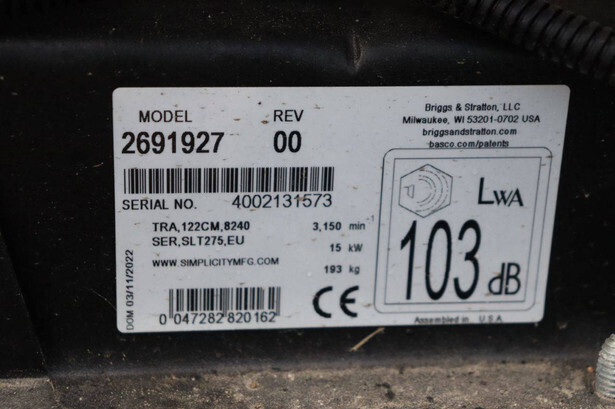 MODEL REV
2691927 00
SERIAL NO. 4002131573
TRA,122CM,8240
SER,SLT275,EU
WWW.SIMPLICITYMFG.COM
3,150 min⁻¹
15 kW
193 kg
DOM 03/11/2022
0 047282 820162
CE
Briggs & Stratton, LLC
Milwaukee, WI 53201-0702 USA
briggsandstratton.com
basco.com/patents
LWA
103 dB
Assembled in U.S.A.